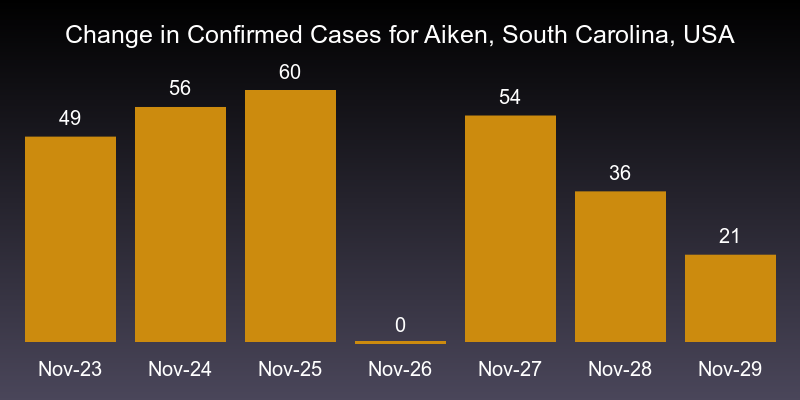 Change in Confirmed Cases for Aiken, South Carolina, USA
49
56
60
0
54
36
21
Nov-23
Nov-24
Nov-25
Nov-26
Nov-27
Nov-28
Nov-29